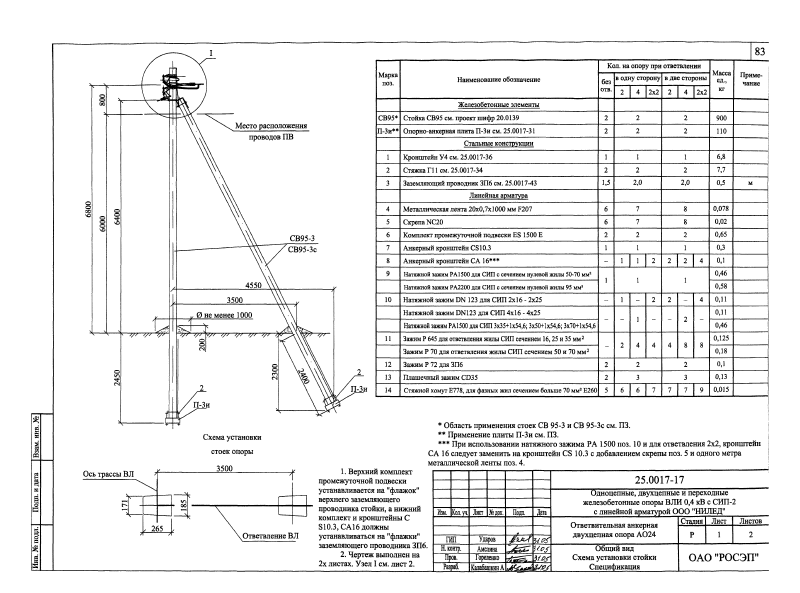 83
I
Место расположения
проводов ПВ
800
6800
6000
6400
СВ95-3
СВ95-3с
4550
3500
Ø не менее 1000
200
2450
2300
2400
2
П-3и
2
П-3и
Схема установки
стоек опоры
3500
Ось трассы ВЛ
171
185
265
Ответвление ВЛ
Марка поз. Наименование обозначение Кол. на опору при ответвлении Масса ед., кг Приме-чание
без отв. в одну сторону в две стороны
2 4 2х2 2 4 2х2
Железобетонные элементы
СВ95* Стойка СВ95 см. проект шифр 20.0139 2 2 2 900
П-3и** Опорно-анкерная плита П-3и см. 25.0017-31 2 2 2 110
Стальные конструкции
1 Кронштейн У4 см. 25.0017-36 1 1 1 6,8
2 Стяжка Г11 см. 25.0017-34 2 2 2 7,7
3 Заземляющий проводник ЗП6 см. 25.0017-43 1,5 2,0 2,0 0,5 м
Линейная арматура
4 Металлическая лента 20х0,7х1000 мм F207 6 7 8 0,078
5 Скрепа NC20 6 7 8 0,02
6 Комплект промежуточной подвески ES 1500 E 2 2 2 0,65
7 Анкерный кронштейн CS10.3 1 1 1 0,3
8 Анкерный кронштейн СА 16*** – 1 1 2 2 2 4 0,1
9 Натяжной зажим РА1500 для СИП с сечением нулевой жилы 50-70 мм² 1 1 1 0,46
Натяжной зажим РА2200 для СИП с сечением нулевой жилы 95 мм² 0,58
10 Натяжной зажим DN 123 для СИП 2х16 - 2х25 – 1 – 2 2 – 4 0,11
Натяжной зажим DN123 для СИП 4х16 - 4х25 – – 1 – – 2 – 0,11
Натяжной зажим РА1500 для СИП 3х35+1х54,6; 3х50+1х54,6; 3х70+1х54,6 0,46
11 Зажим Р 645 для ответвления жилы СИП сечением 16, 25 и 35 мм² – 2 4 4 4 8 8 0,125
Зажим Р 70 для ответвления жилы СИП сечением 50 и 70 мм² 0,18
12 Зажим Р 72 для ЗП6 2 2 2 0,1
13 Плашечный зажим CD35 2 3 3 0,13
14 Стяжной хомут Е778, для фазных жил сечением больше 70 мм² Е260 5 6 6 7 7 7 9 0,015
* Область применения стоек СВ 95-3 и СВ 95-3с см. ПЗ.
** Применение плиты П-3и см. ПЗ.
*** При использовании натяжного зажима РА 1500 поз. 10 и для ответвления 2х2, кронштейн
СА 16 следует заменить на кронштейн CS 10.3 с добавлением скрепы поз. 5 и одного метра
металлической ленты поз. 4.
1. Верхний комплект
промежуточной подвески
устанавливается на "флажок"
верхнего заземляющего
проводника стойки, а нижний
комплект и кронштейны С
S10.3, СА16 должны
устанавливаться на "флажки"
заземляющего проводника ЗП6.
2. Чертеж выполнен на
2х листах. Узел I см. лист 2.
25.0017-17
Одноцепные, двухцепные и переходные
железобетонные опоры ВЛИ 0,4 кВ с СИП-2
с линейной арматурой ООО "НИЛЕД"
Изм. Кол. уч. Лист № док. Подп. Дата
ГИП Ударов 31.05
Н. контр. Амелина 31.05
Пров. Гореленко 31.05
Разраб. Калабашкин А 31.05
Ответвительная анкерная
двухцепная опора АО24
Стадия Лист Листов
Р 1 2
Общий вид
Схема установки стойки
Спецификация
ОАО "РОСЭП"
Взам. инв. №
Подп. и дата
Инв. № подл.